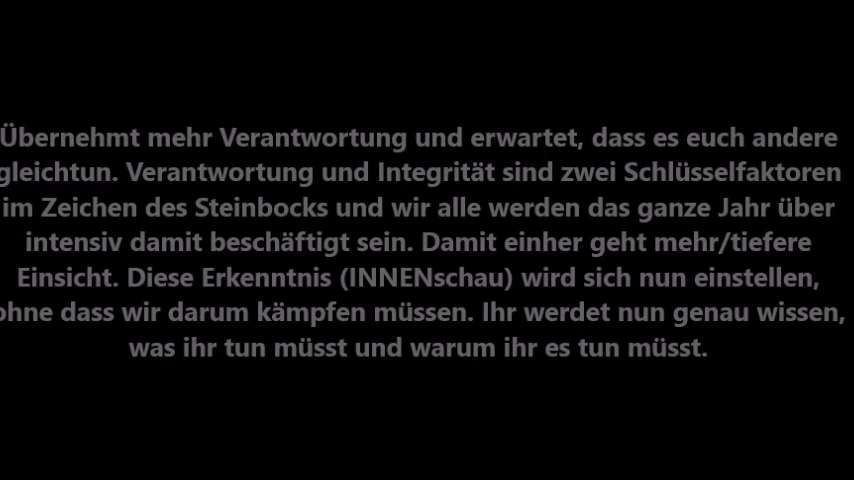 Übernehmt mehr Verantwortung und erwartet, dass es euch andere
gleichtun. Verantwortung und Integrität sind zwei Schlüsselfaktoren
im Zeichen des Steinbocks und wir alle werden das ganze Jahr über
intensiv damit beschäftigt sein. Damit einher geht mehr/tiefere
Einsicht. Diese Erkenntnis (INNENschau) wird sich nun einstellen,
ohne dass wir darum kämpfen müssen. Ihr werdet nun genau wissen,
was ihr tun müsst und warum ihr es tun müsst.